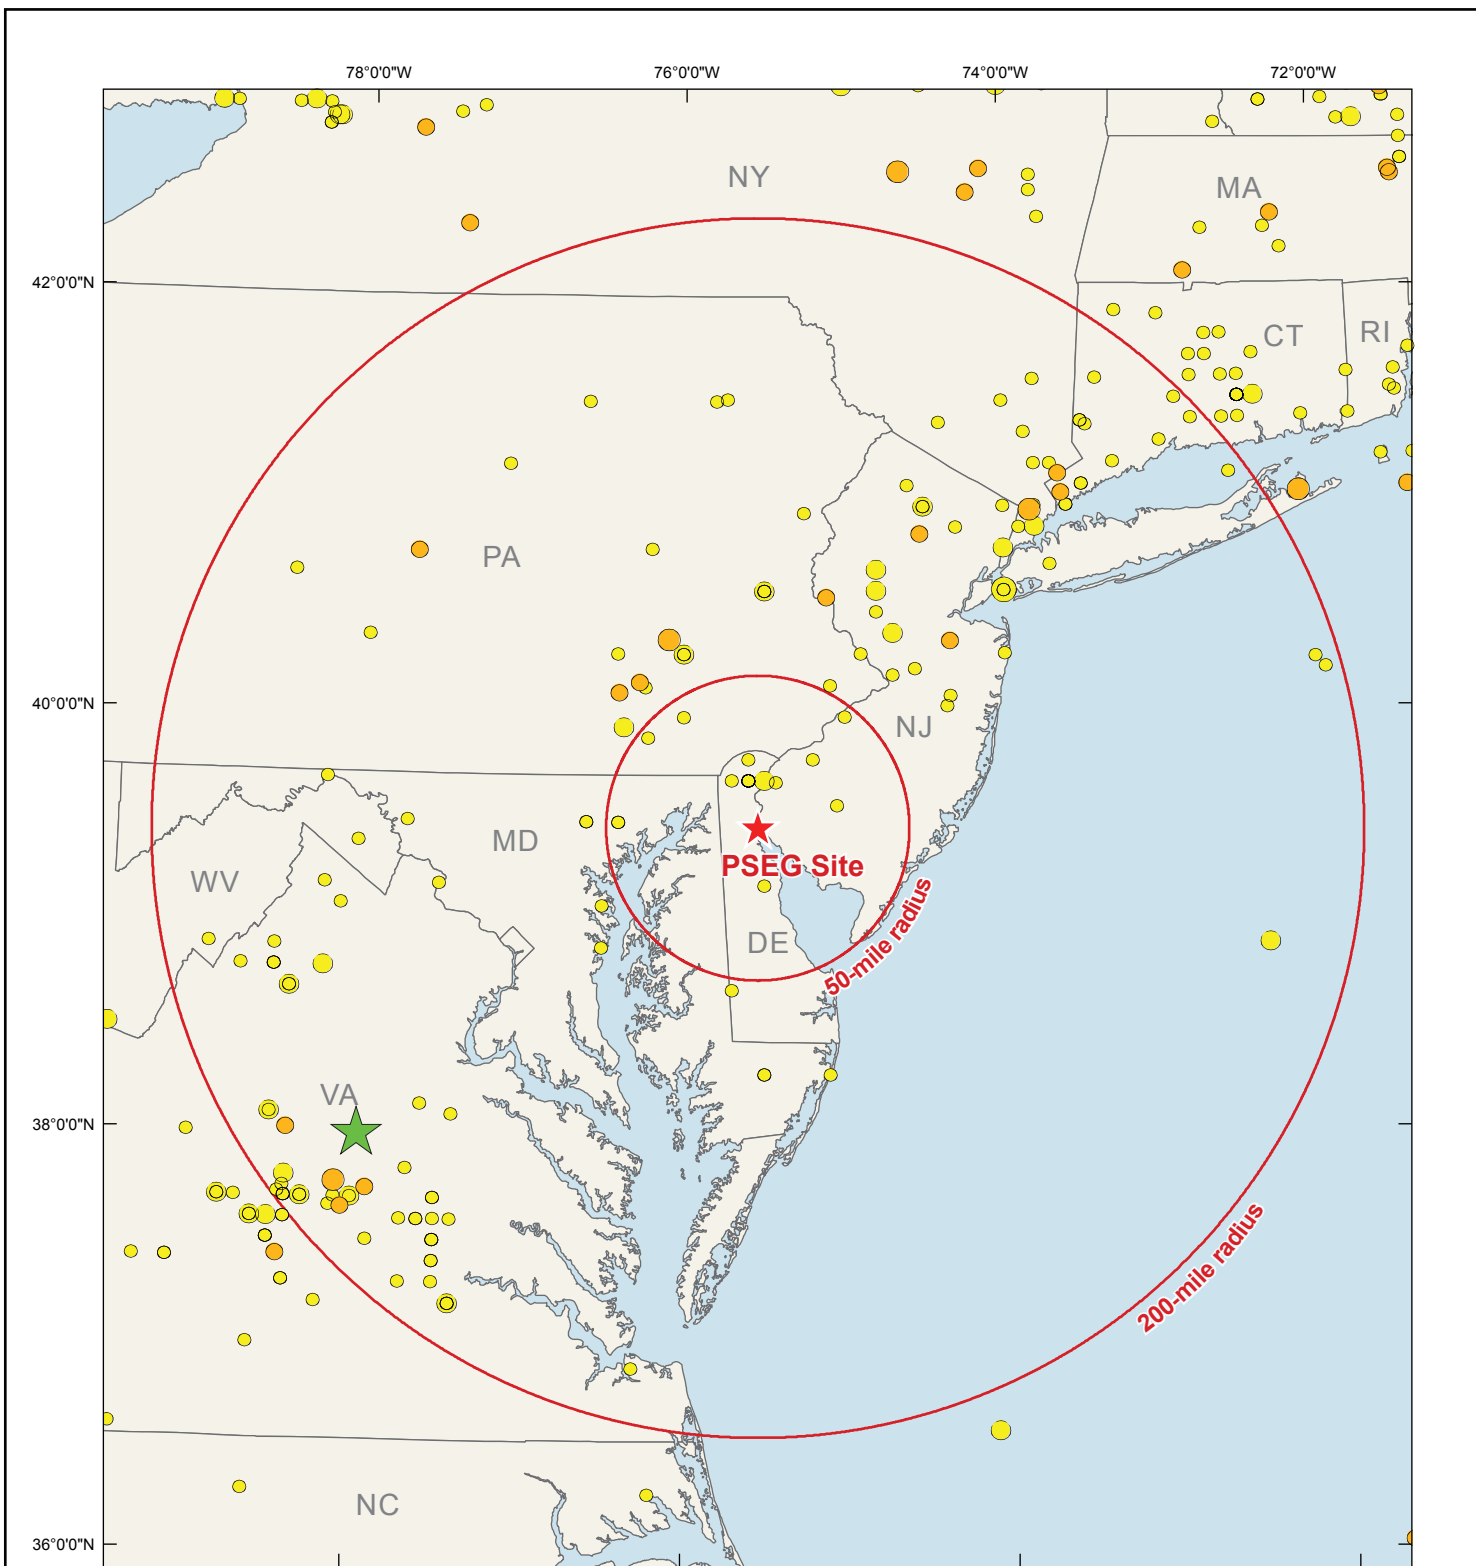 78°0'0"W 76°0'0"W 74°0'0"W 72°0'0"W
NY
MA
42°0'0"N
CT
RI
PA
40°0'0"N
NJ
MD
PSEG Site
WV
DE
50-mile radius
VA
38°0'0"N
200-mile radius
NC
36°0'0"N